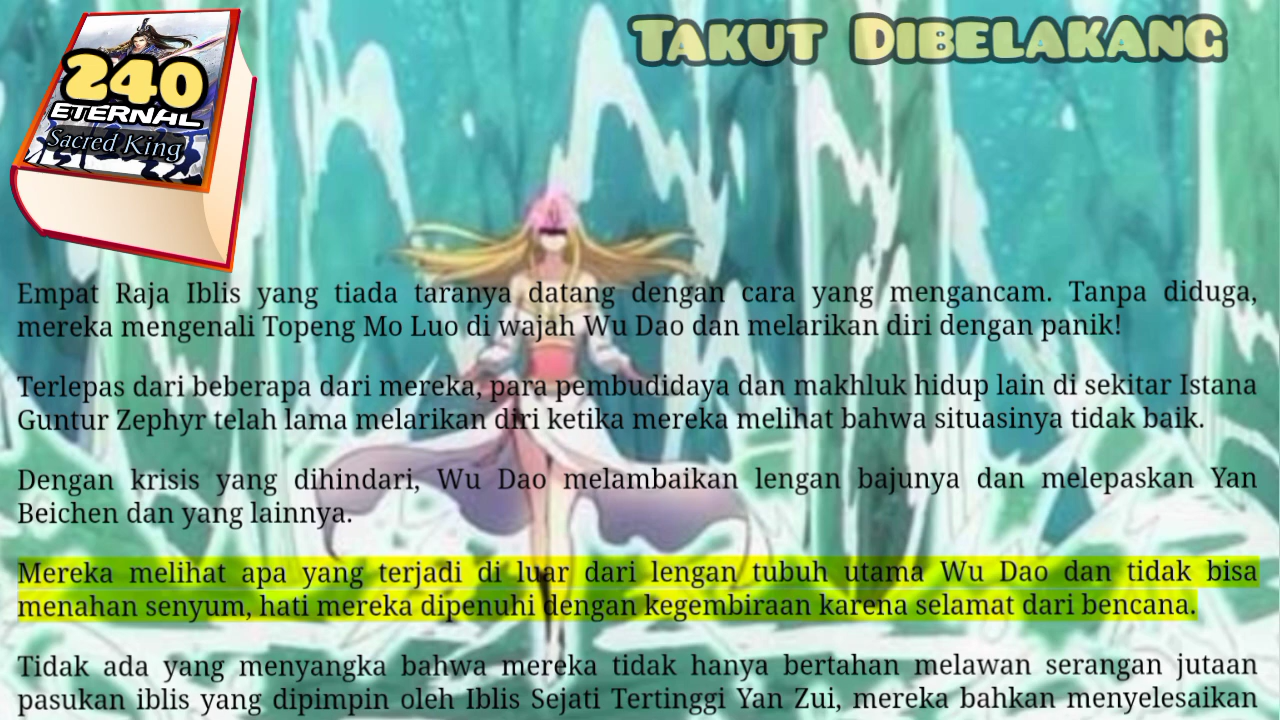 Takut Dibelakang
240
ETERNAL
Sacred King
Empat Raja Iblis yang tiada taranya datang dengan cara yang mengancam. Tanpa diduga,
mereka mengenali Topeng Mo Luo di wajah Wu Dao dan melarikan diri dengan panik!
Terlepas dari beberapa dari mereka, para pembudidaya dan makhluk hidup lain di sekitar Istana
Guntur Zephyr telah lama melarikan diri ketika mereka melihat bahwa situasinya tidak baik.
Dengan krisis yang dihindari, Wu Dao melambaikan lengan bajunya dan melepaskan Yan
Beichen dan yang lainnya.
Mereka melihat apa yang terjadi di luar dari lengan tubuh utama Wu Dao dan tidak bisa
menahan senyum, hati mereka dipenuhi dengan kegembiraan karena selamat dari bencana.
Tidak ada yang menyangka bahwa mereka tidak hanya bertahan melawan serangan jutaan
pasukan iblis yang dipimpin oleh Iblis Sejati Tertinggi Yan Zui, mereka bahkan menyelesaikan